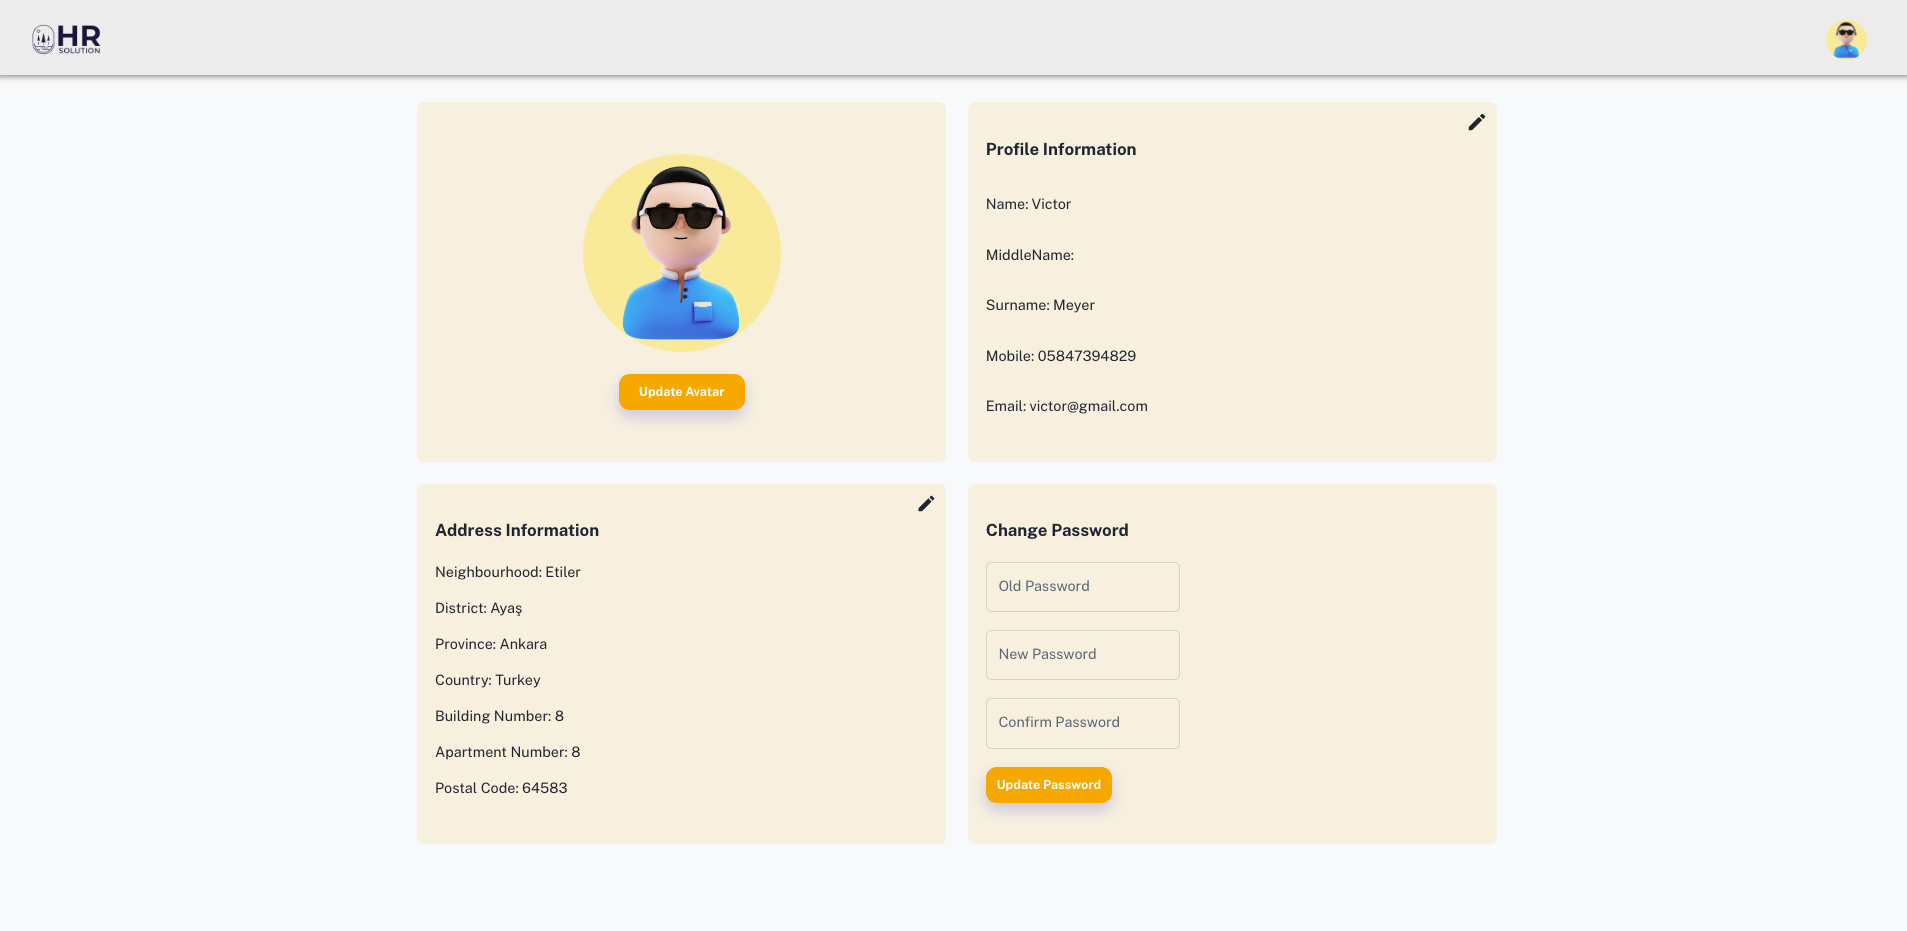 HR
SOLUTION
Update Avatar
Profile Information
Name: Victor
MiddleName:
Surname: Meyer
Mobile: 05847394829
Email: victor@gmail.com
Address Information
Neighbourhood: Etiler
District: Ayaş
Province: Ankara
Country: Turkey
Building Number: 8
Apartment Number: 8
Postal Code: 64583
Change Password
Old Password
New Password
Confirm Password
Update Password